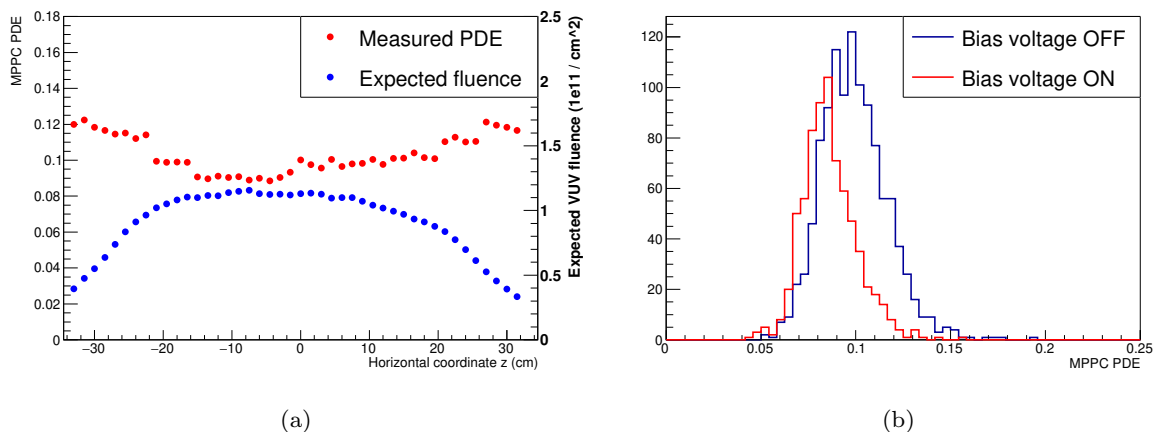 MPPC PDE
0.18
0.16
0.14
0.12
0.1
0.08
0.06
0.04
0.02
0
−30 −20 −10 0 10 20 30
Horizontal coordinate z (cm)
Measured PDE
Expected fluence
2.5
2
1.5
1
0.5
0
Expected VUV fluence (1e11 / cm^2)
(a)
120
100
80
60
40
20
0
0 0.05 0.1 0.15 0.2 0.25
MPPC PDE
Bias voltage OFF
Bias voltage ON
(b)